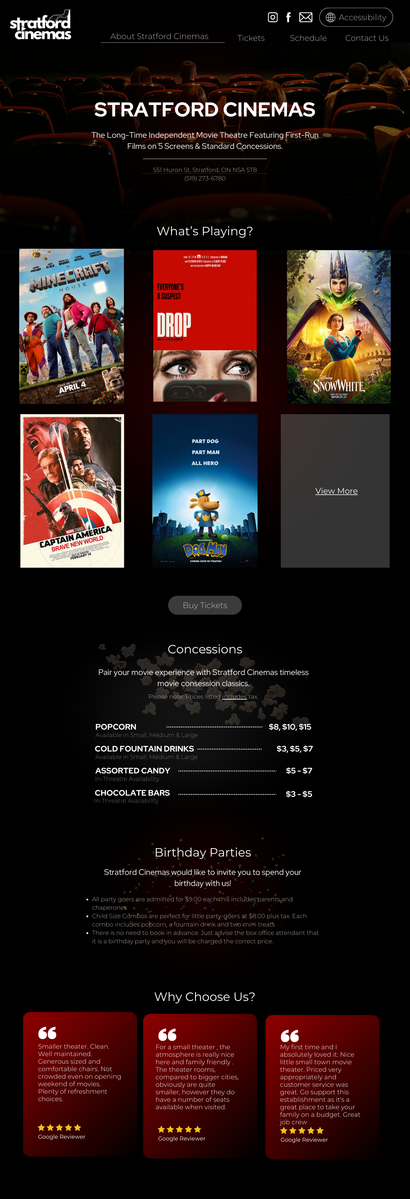 stratford
cinemas
Accessibility
About Stratford Cinemas
Tickets
Schedule
Contact Us
STRATFORD CINEMAS
The Long-Time Independent Movie Theatre Featuring First-Run
Films on 5 Screens & Standard Concessions.
551 Huron St, Stratford, ON N5A 5T8
(519) 273-6780
What's Playing?
MINECRAFT
MOVIE
APRIL 4
EVERYONE'S
A SUSPECT
DROP
Disney
SNOW WHITE
CAPTAIN AMERICA
BRAVE NEW WORLD
PART DOG
PART MAN
ALL HERO
DOG MAN
View More
Buy Tickets
Concessions
Pair your movie experience with Stratford Cinemas timeless
movie consession classics.
Please note: Prices listed includes tax.
POPCORN $8, $10, $15
Available in Small, Medium & Large
COLD FOUNTAIN DRINKS $3, $5, $7
Available in Small, Medium & Large
ASSORTED CANDY $5 - $7
In-Threatre Availability
CHOCOLATE BARS $3 - $5
In-Threatre Availability
Birthday Parties
Stratford Cinemas would like to invite you to spend your
birthday with us!
• All party goers are admitted for $9.00 each this includes parents and
chaperones
• Child Size Combos are perfect for little party-goers at $8.00 plus tax. Each
combo includes popcorn, a fountain drink and two mini treats
• There is no need to book in advance. Just advise the box office attendant that
it is a birthday party and you will be charged the correct price.
Why Choose Us?
Smaller theater. Clean.
Well maintained.
Generous sized and
comfortable chairs. Not
crowded even on opening
weekend of movies.
Plenty of refreshment
choices.
Google Reviewer
For a small theater , the
atmosphere is really nice
here and family friendly .
The theater rooms,
compared to bigger cities,
obviously are quite
smaller, however they do
have a number of seats
available when visited.
Google Reviewer
My first time and I
absolutely loved it. Nice
little small town movie
theater. Priced very
appropriately and
customer service was
great. Go support this
establishment as it's a
great place to take your
family on a budget. Great
job crew
Google Reviewer